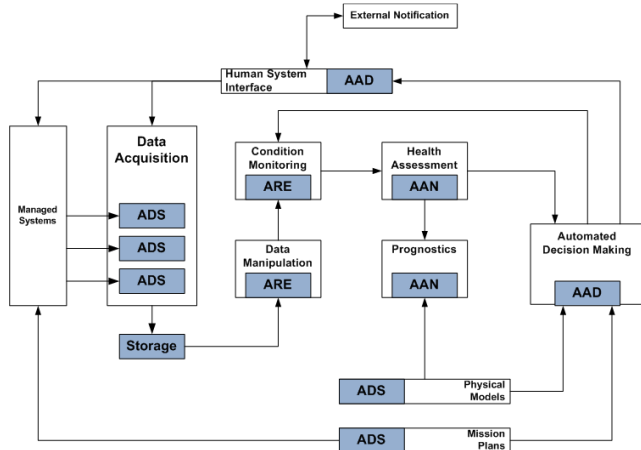 External Notification
Human System
Interface
AAD
Data
Acquisition
Condition
Monitoring
ARE
Health
Assessment
AAN
Managed
Systems
ADS
ADS
ADS
Data
Manipulation
ARE
Prognostics
AAN
Automated
Decision Making
AAD
Storage
ADS
Physical
Models
ADS
Mission
Plans